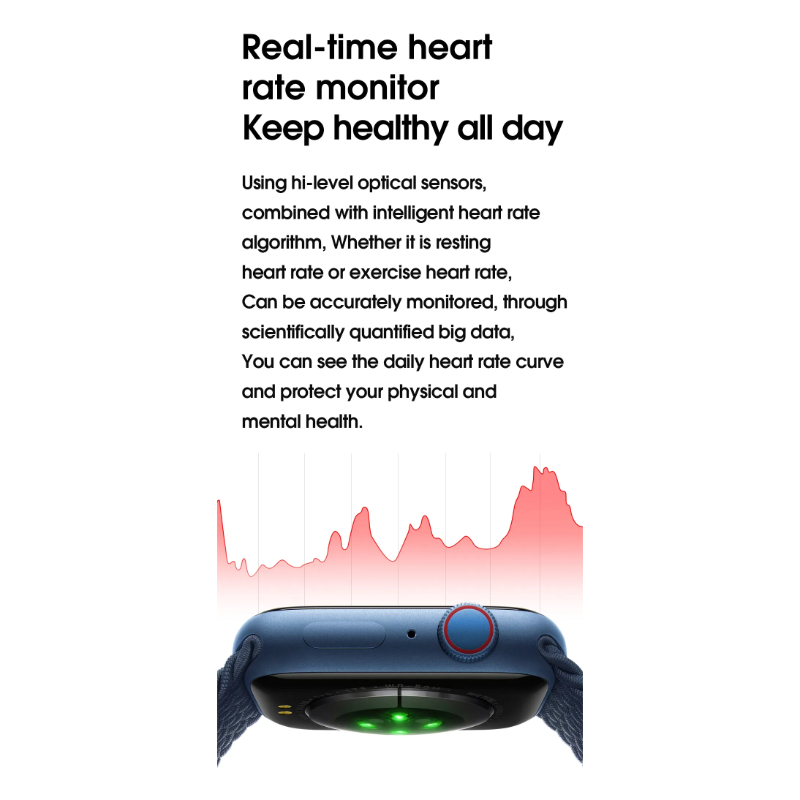 Real-time heart
rate monitor
Keep healthy all day
Using hi-level optical sensors,
combined with intelligent heart rate
algorithm, Whether it is resting
heart rate or exercise heart rate,
Can be accurately monitored, through
scientifically quantified big data,
You can see the daily heart rate curve
and protect your physical and
mental health.